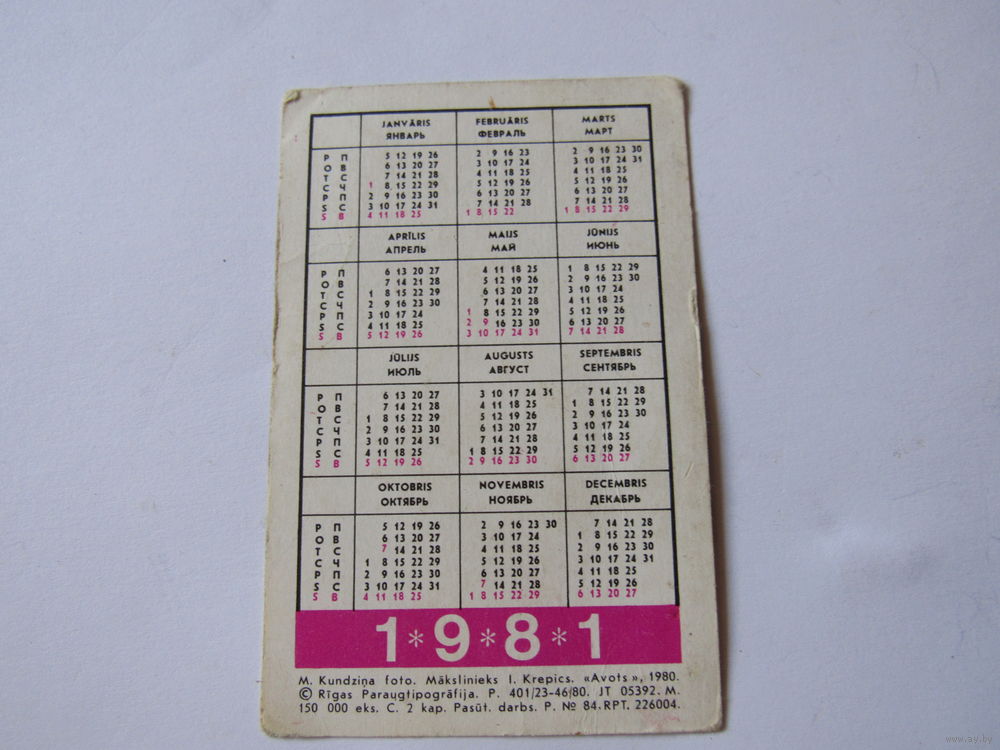 JANVĀRIS FEBRUĀRIS MARTS
ЯНВАРЬ ФЕВРАЛЬ МАРТ
P П 5 12 19 26 2 9 16 23 2 9 16 23 30
O В 6 13 20 27 3 10 17 24 3 10 17 24 31
T С 7 14 21 28 4 11 18 25 4 11 18 25
C Ч 1 8 15 22 29 5 12 19 26 5 12 19 26
P П 2 9 16 23 30 6 13 20 27 6 13 20 27
S С 3 10 17 24 31 7 14 21 28 7 14 21 28
S В 4 11 18 25 1 8 15 22 1 8 15 22 29
APRĪLIS MAIJS JŪNIJS
АПРЕЛЬ МАЙ ИЮНЬ
P П 6 13 20 27 4 11 18 25 1 8 15 22 29
O В 7 14 21 28 5 12 19 26 2 9 16 23 30
T С 1 8 15 22 29 6 13 20 27 3 10 17 24
C Ч 2 9 16 23 30 7 14 21 28 4 11 18 25
P П 3 10 17 24 1 8 15 22 29 5 12 19 26
S С 4 11 18 25 2 9 16 23 30 6 13 20 27
S В 5 12 19 26 3 10 17 24 31 7 14 21 28
JŪLIJS AUGUSTS SEPTEMBRIS
ИЮЛЬ АВГУСТ СЕНТЯБРЬ
P П 6 13 20 27 3 10 17 24 31 7 14 21 28
O В 7 14 21 28 4 11 18 25 1 8 15 22 29
T С 1 8 15 22 29 5 12 19 26 2 9 16 23 30
C Ч 2 9 16 23 30 6 13 20 27 3 10 17 24
P П 3 10 17 24 31 7 14 21 28 4 11 18 25
S С 4 11 18 25 1 8 15 22 29 5 12 19 26
S В 5 12 19 26 2 9 16 23 30 6 13 20 27
OKTOBRIS NOVEMBRIS DECEMBRIS
ОКТЯБРЬ НОЯБРЬ ДЕКАБРЬ
P П 5 12 19 26 2 9 16 23 30 7 14 21 28
O В 6 13 20 27 3 10 17 24 1 8 15 22 29
T С 7 14 21 28 4 11 18 25 2 9 16 23 30
C Ч 1 8 15 22 29 5 12 19 26 3 10 17 24 31
P П 2 9 16 23 30 6 13 20 27 4 11 18 25
S С 3 10 17 24 31 7 14 21 28 5 12 19 26
S В 4 11 18 25 1 8 15 22 29 6 13 20 27
1*9*8*1
M. Kundziņa foto. Mākslinieks I. Krepics. «Avots», 1980.
© Rīgas Paraugtipogrāfija. P. 401/23-46/80. JT 05392. M.
150 000 eks. C. 2 kap. Pasūt. darbs. P. № 84. RPT. 226004.
www.ay.by